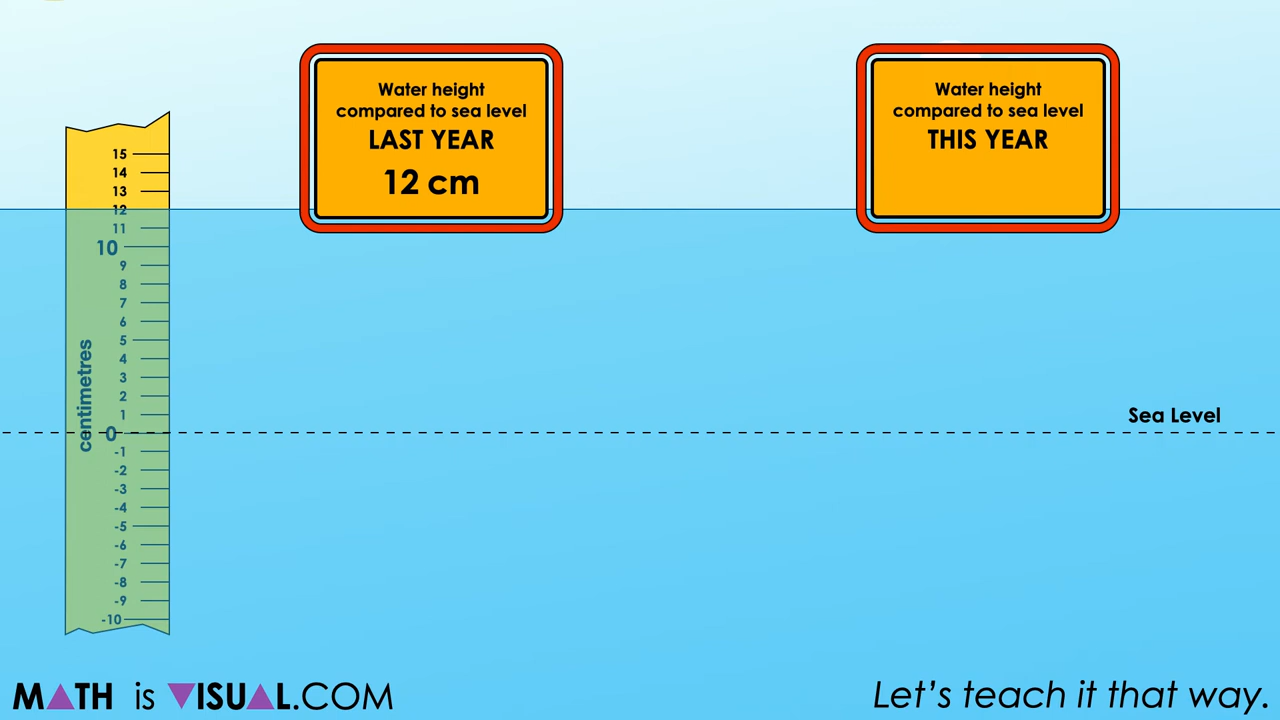 Water height
compared to sea level
LAST YEAR
12 cm
Water height
compared to sea level
THIS YEAR
15
14
13
12
11
10
9
8
7
6
5
4
3
2
1
0
-1
-2
-3
-4
-5
-6
-7
-8
-9
-10
centimetres
Sea Level
MATH is VISUAL.COM
Let's teach it that way.